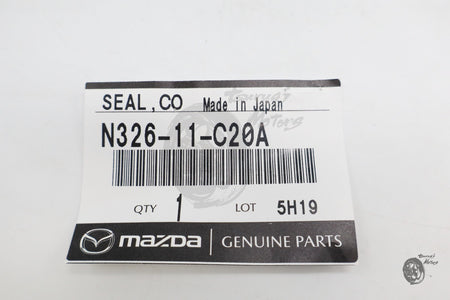 SEAL,CO Made in Japan
N326-11-C20A
QTY 1 LOT 5H19
mazda GENUINE PARTS